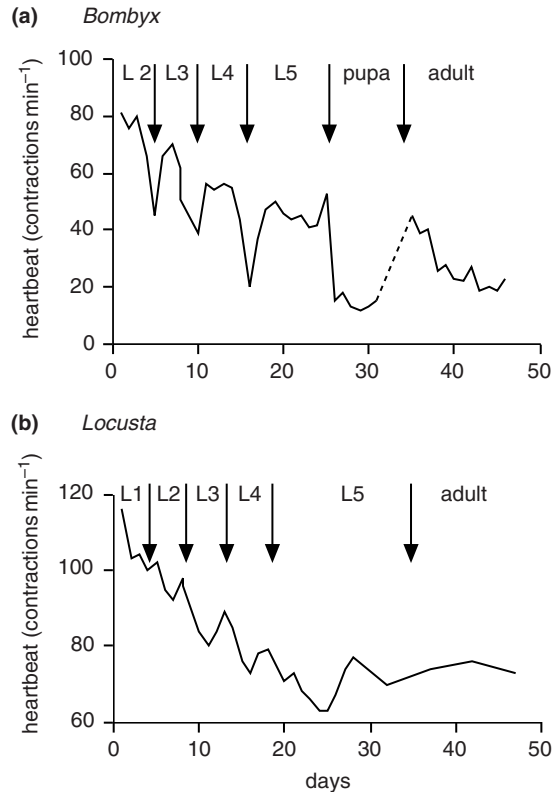 (a) Bombyx
100
L 2 L3 L4 L5 pupa adult
80
60
40
20
0
0 10 20 30 40 50
heartbeat (contractions min⁻¹)
(b) Locusta
120
L1 L2 L3 L4 L5 adult
100
80
60
0 10 20 30 40 50
heartbeat (contractions min⁻¹)
days